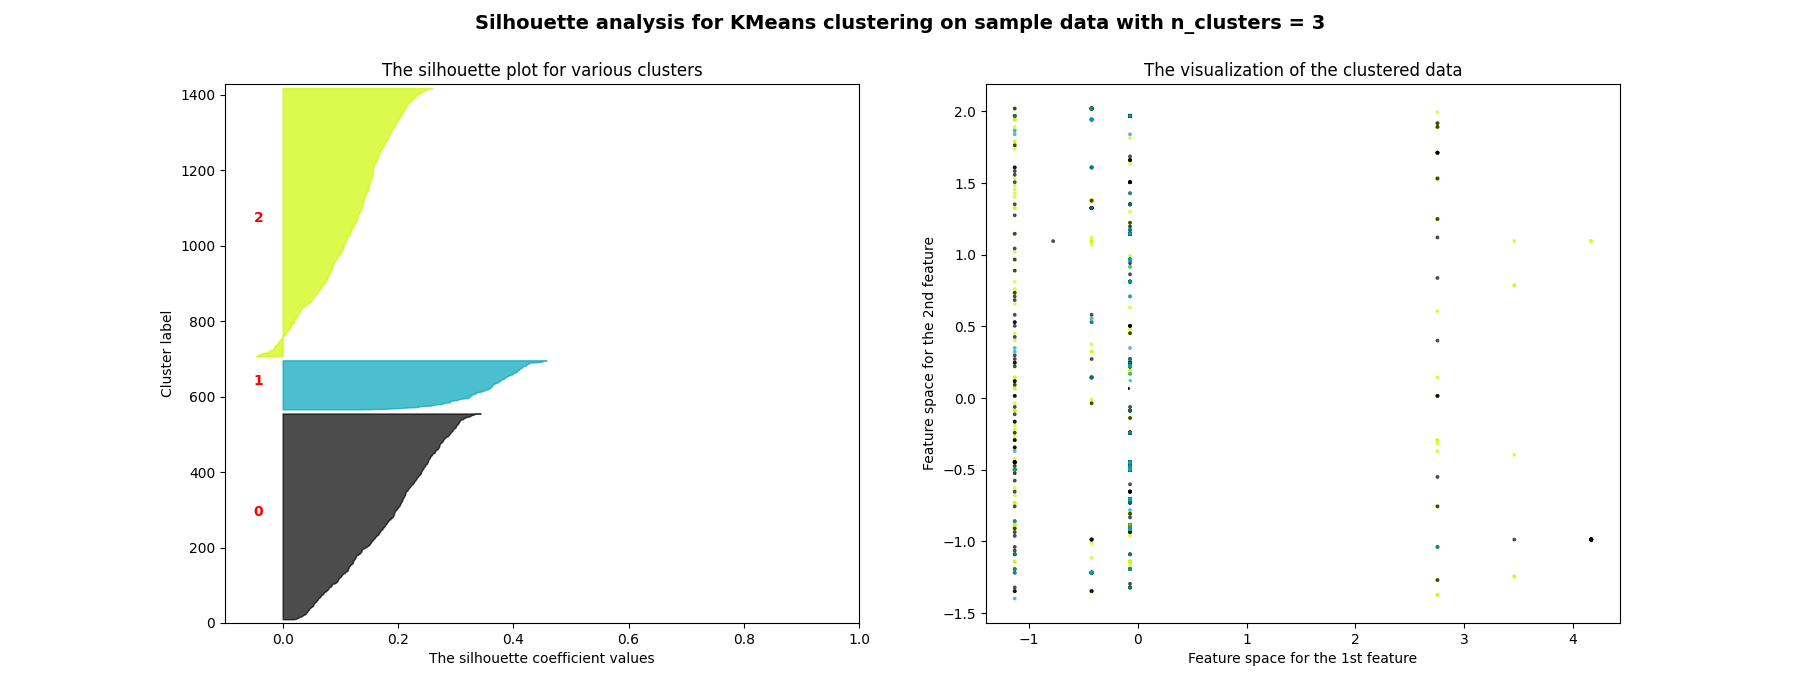 Silhouette analysis for KMeans clustering on sample data with n_clusters = 3
The silhouette plot for various clusters
1400
1200
1000
800
600
400
200
0
Cluster label
2
1
0
0.0 0.2 0.4 0.6 0.8 1.0
The silhouette coefficient values
The visualization of the clustered data
2.0
1.5
1.0
0.5
0.0
−0.5
−1.0
−1.5
Feature space for the 2nd feature
−1 0 1 2 3 4
Feature space for the 1st feature